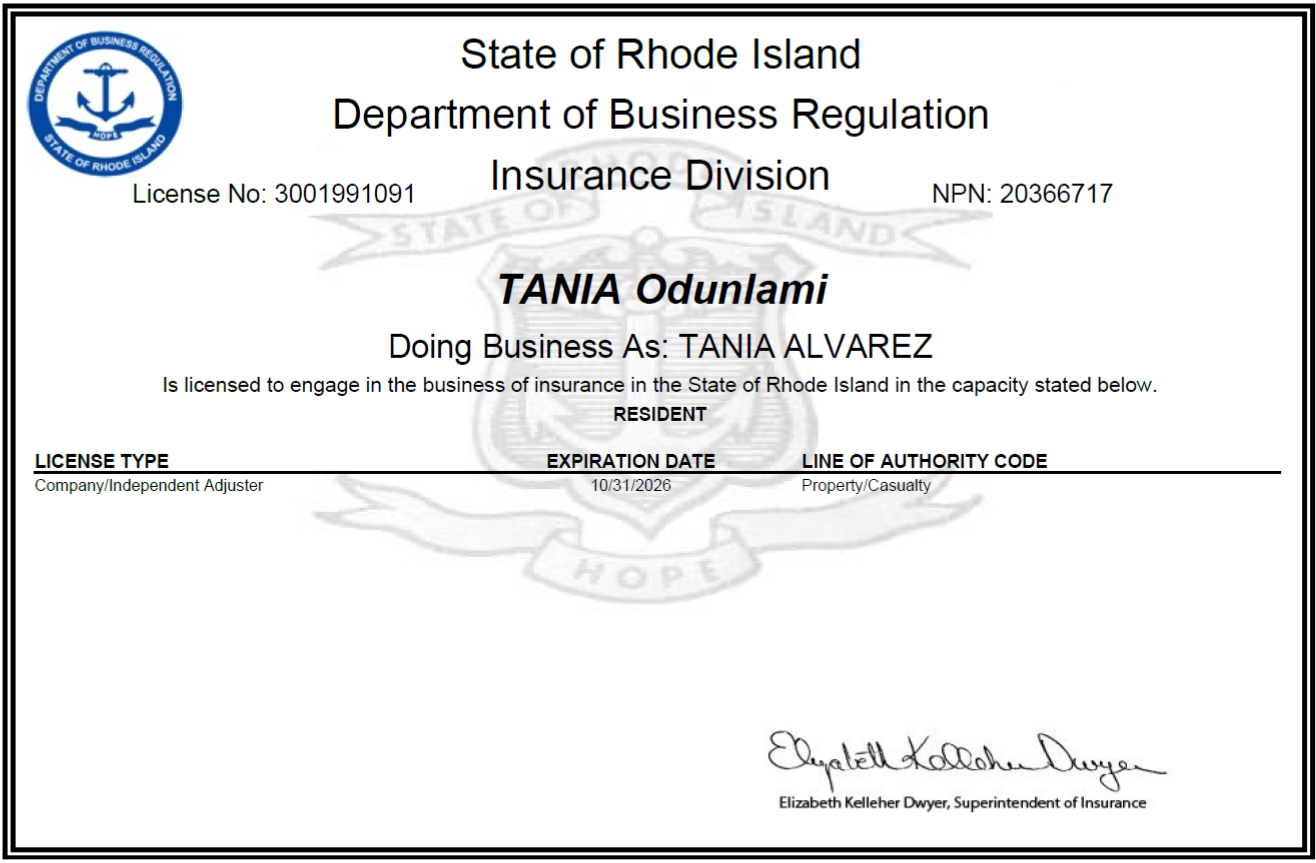 DEPARTMENT OF BUSINESS REGULATION
HOPE
STATE OF RHODE ISLAND
State of Rhode Island
Department of Business Regulation
Insurance Division
License No: 3001991091
NPN: 20366717
STATE OF RHODE ISLAND
TANIA Odunlami
Doing Business As: TANIA ALVAREZ
Is licensed to engage in the business of insurance in the State of Rhode Island in the capacity stated below.
RESIDENT
LICENSE TYPE EXPIRATION DATE LINE OF AUTHORITY CODE
Company/Independent Adjuster 10/31/2026 Property/Casualty
HOPE
Elizabeth Kelleher Dwyer
Elizabeth Kelleher Dwyer, Superintendent of Insurance